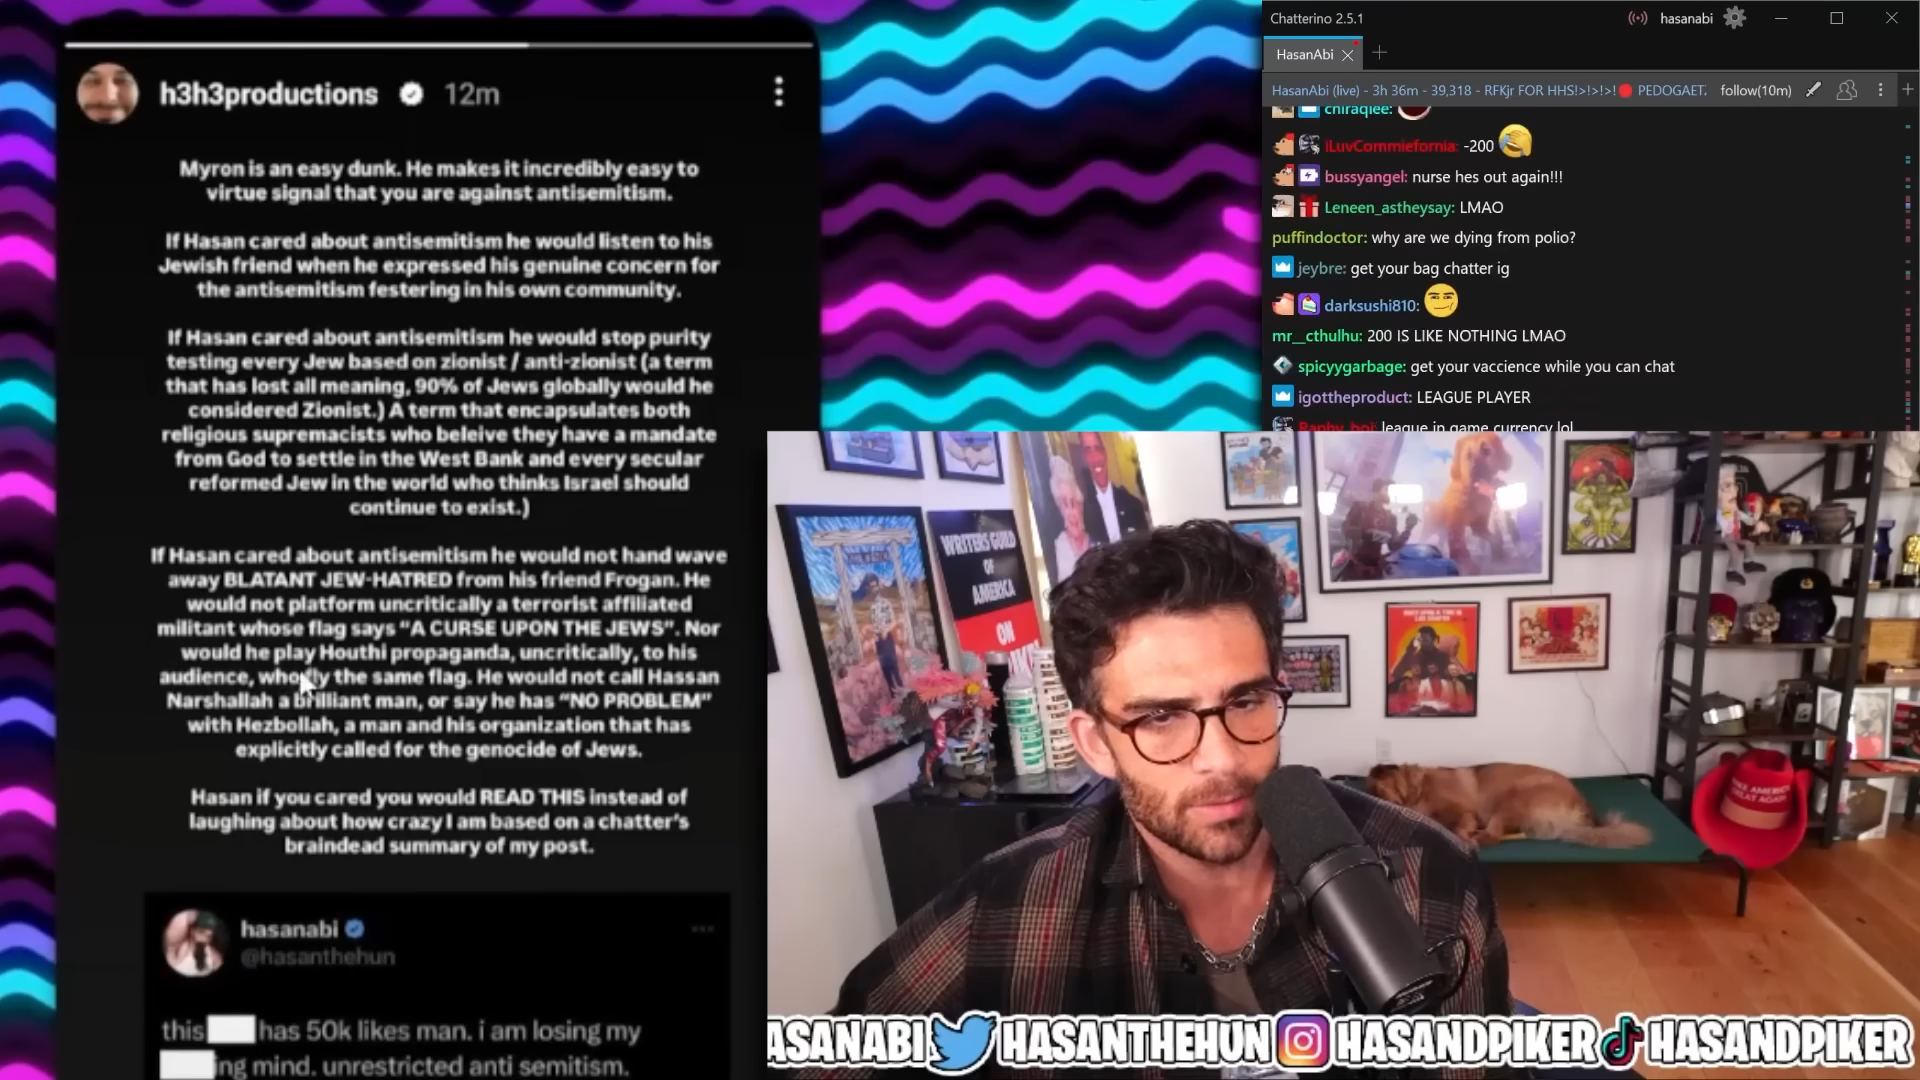 h3h3productions 12m
Myron is an easy dunk. He makes it incredibly easy to
virtue signal that you are against antisemitism.
If Hasan cared about antisemitism he would listen to his
Jewish friend when he expressed his genuine concern for
the antisemitism festering in his own community.
If Hasan cared about antisemitism he would stop purity
testing every Jew based on zionist / anti-zionist (a term
that has lost all meaning, 90% of Jews globally would he
considered Zionist.) A term that encapsulates both
religious supremacists who beleive they have a mandate
from God to settle in the West Bank and every secular
reformed Jew in the world who thinks Israel should
continue to exist.)
If Hasan cared about antisemitism he would not hand wave
away BLATANT JEW-HATRED from his friend Frogan. He
would not platform uncritically a terrorist affiliated
militant whose flag says “A CURSE UPON THE JEWS”. Nor
would he play Houthi propaganda, uncritically, to his
audience, wholly the same flag. He would not call Hassan
Narshallah a brilliant man, or say he has “NO PROBLEM”
with Hezbollah, a man and his organization that has
explicitly called for the genocide of Jews.
Hasan if you cared you would READ THIS instead of
laughing about how crazy I am based on a chatter’s
braindead summary of my post.
hasanabi
@hasanthehun
this has 50k likes man. i am losing my
ing mind. unrestricted anti semitism.
Chatterino 2.5.1
hasanabi
HasanAbi
HasanAbi (live) - 3h 36m - 39,318 - RFKjr FOR HHS!>!>!>! PEDOGAET. follow(10m)
chiraqlee:
iLuvCommiefornia: -200
bussyangel: nurse hes out again!!!
Leneen_astheysay: LMAO
puffindoctor: why are we dying from polio?
jeybre: get your bag chatter ig
darksushi810:
mr__cthulhu: 200 IS LIKE NOTHING LMAO
spicyygarbage: get your vaccience while you can chat
igottheproduct: LEAGUE PLAYER
Raphy_boi: league in game currency lol
WRITERS GUILD
OF
AMERICA
ON
ASANABI HASANTHEHUN HASANDPIKER HASANDPIKER